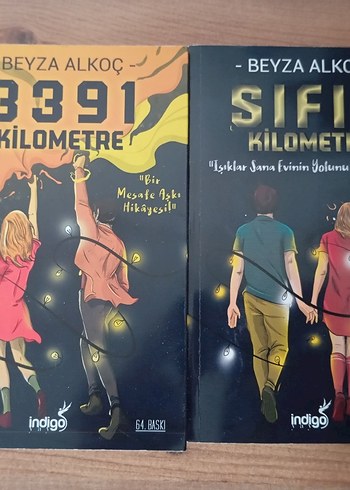 BEYZA ALKOÇ -
3391
KİLOMETRE
"Bir
Mesafe Aşkı
Hikâyesi!"
indigo
64. BASKI
- BEYZA ALKO
SIFI
KİLOMET
"Işıklar Sana Evinin Yolunu
indigo